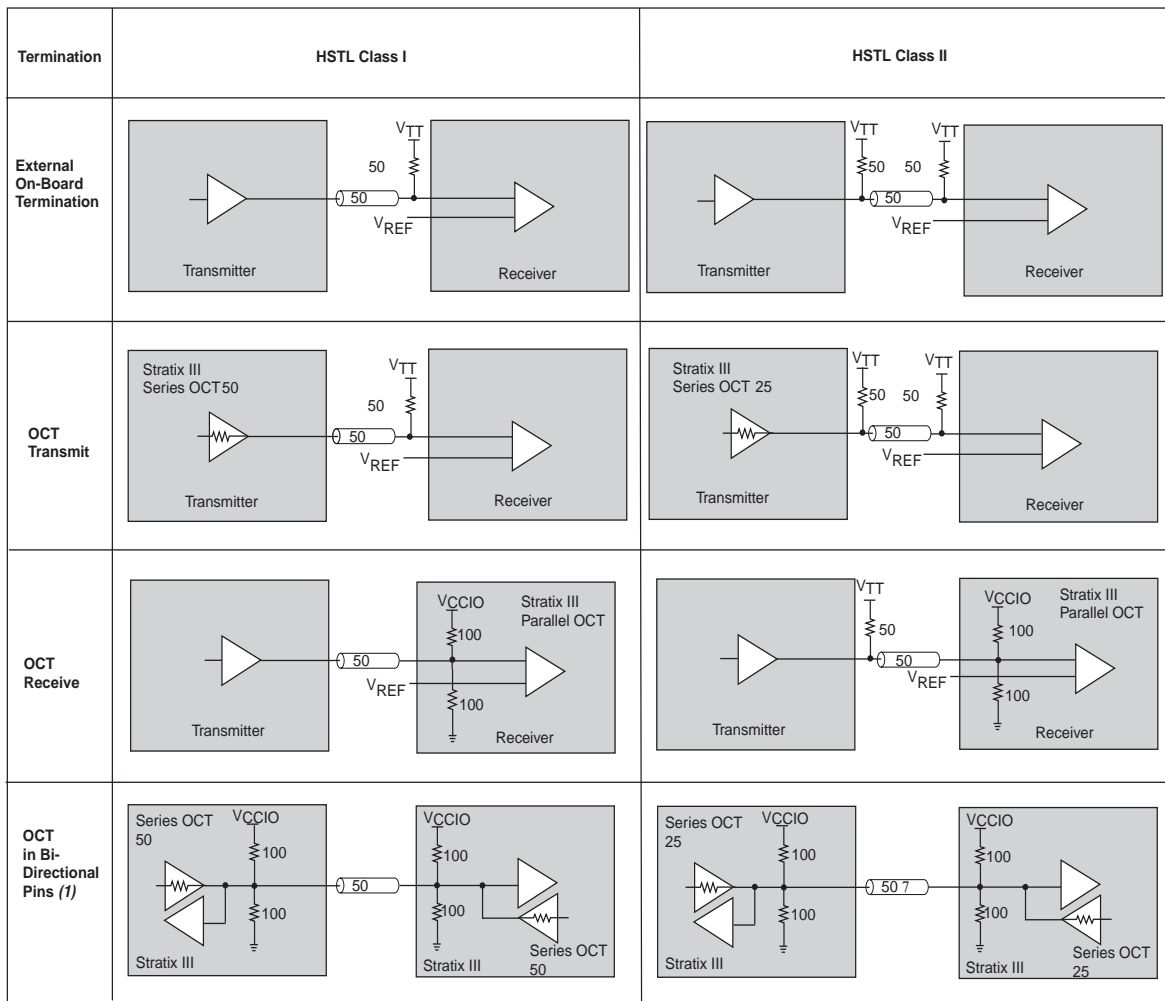 Termination
HSTL Class I
HSTL Class II
External
On-Board
Termination
VTT
50
50
VREF
Transmitter
Receiver
VTT
VTT
50
50
50
VREF
Transmitter
Receiver
OCT
Transmit
Stratix III
Series OCT 50
VTT
50
50
VREF
Transmitter
Receiver
Stratix III
Series OCT 25
VTT
VTT
50
50
50
VREF
Transmitter
Receiver
OCT
Receive
VCCIO
Stratix III
Parallel OCT
100
50
VREF
100
Transmitter
Receiver
VTT
50
VCCIO
Stratix III
Parallel OCT
100
50
VREF
100
Transmitter
Receiver
OCT
in Bi-
Directional
Pins (1)
Series OCT
50
VCCIO
100
100
Stratix III
50
VCCIO
100
100
Stratix III
Series OCT
50
Series OCT
25
VCCIO
100
100
Stratix III
50 7
VCCIO
100
100
Stratix III
Series OCT
25